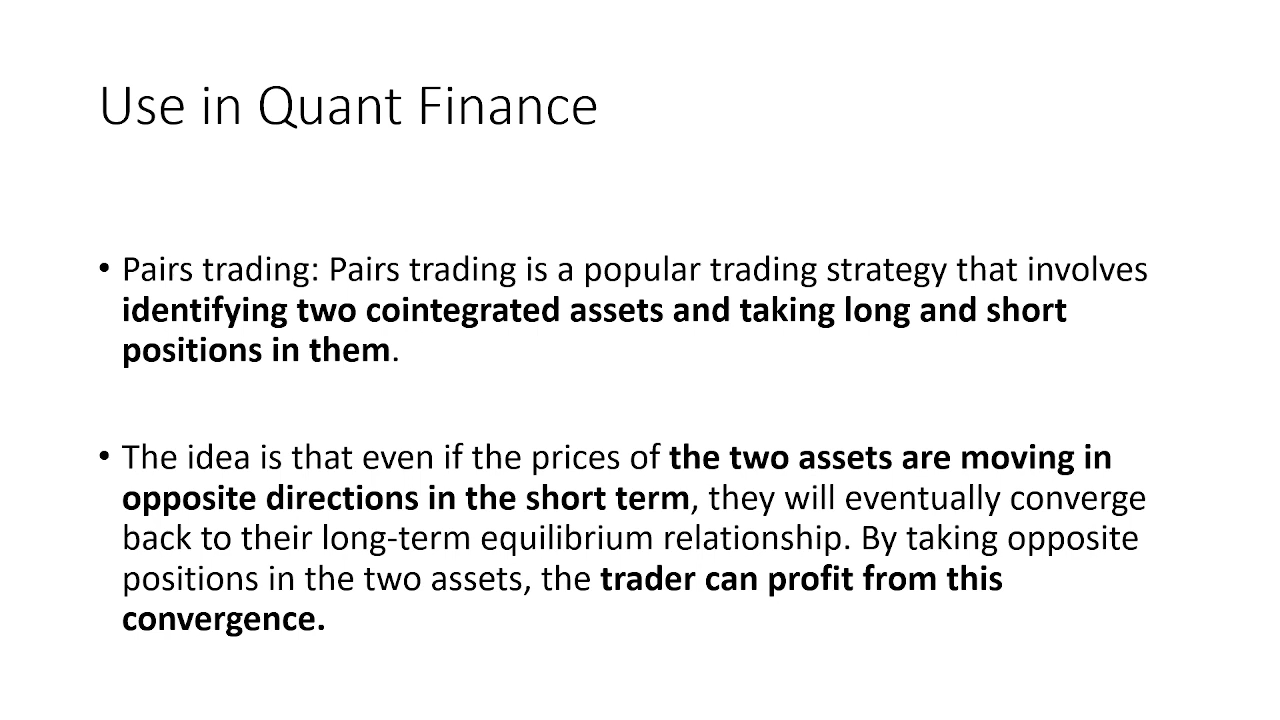 Use in Quant Finance
• Pairs trading: Pairs trading is a popular trading strategy that involves
identifying two cointegrated assets and taking long and short
positions in them.
• The idea is that even if the prices of the two assets are moving in
opposite directions in the short term, they will eventually converge
back to their long-term equilibrium relationship. By taking opposite
positions in the two assets, the trader can profit from this
convergence.